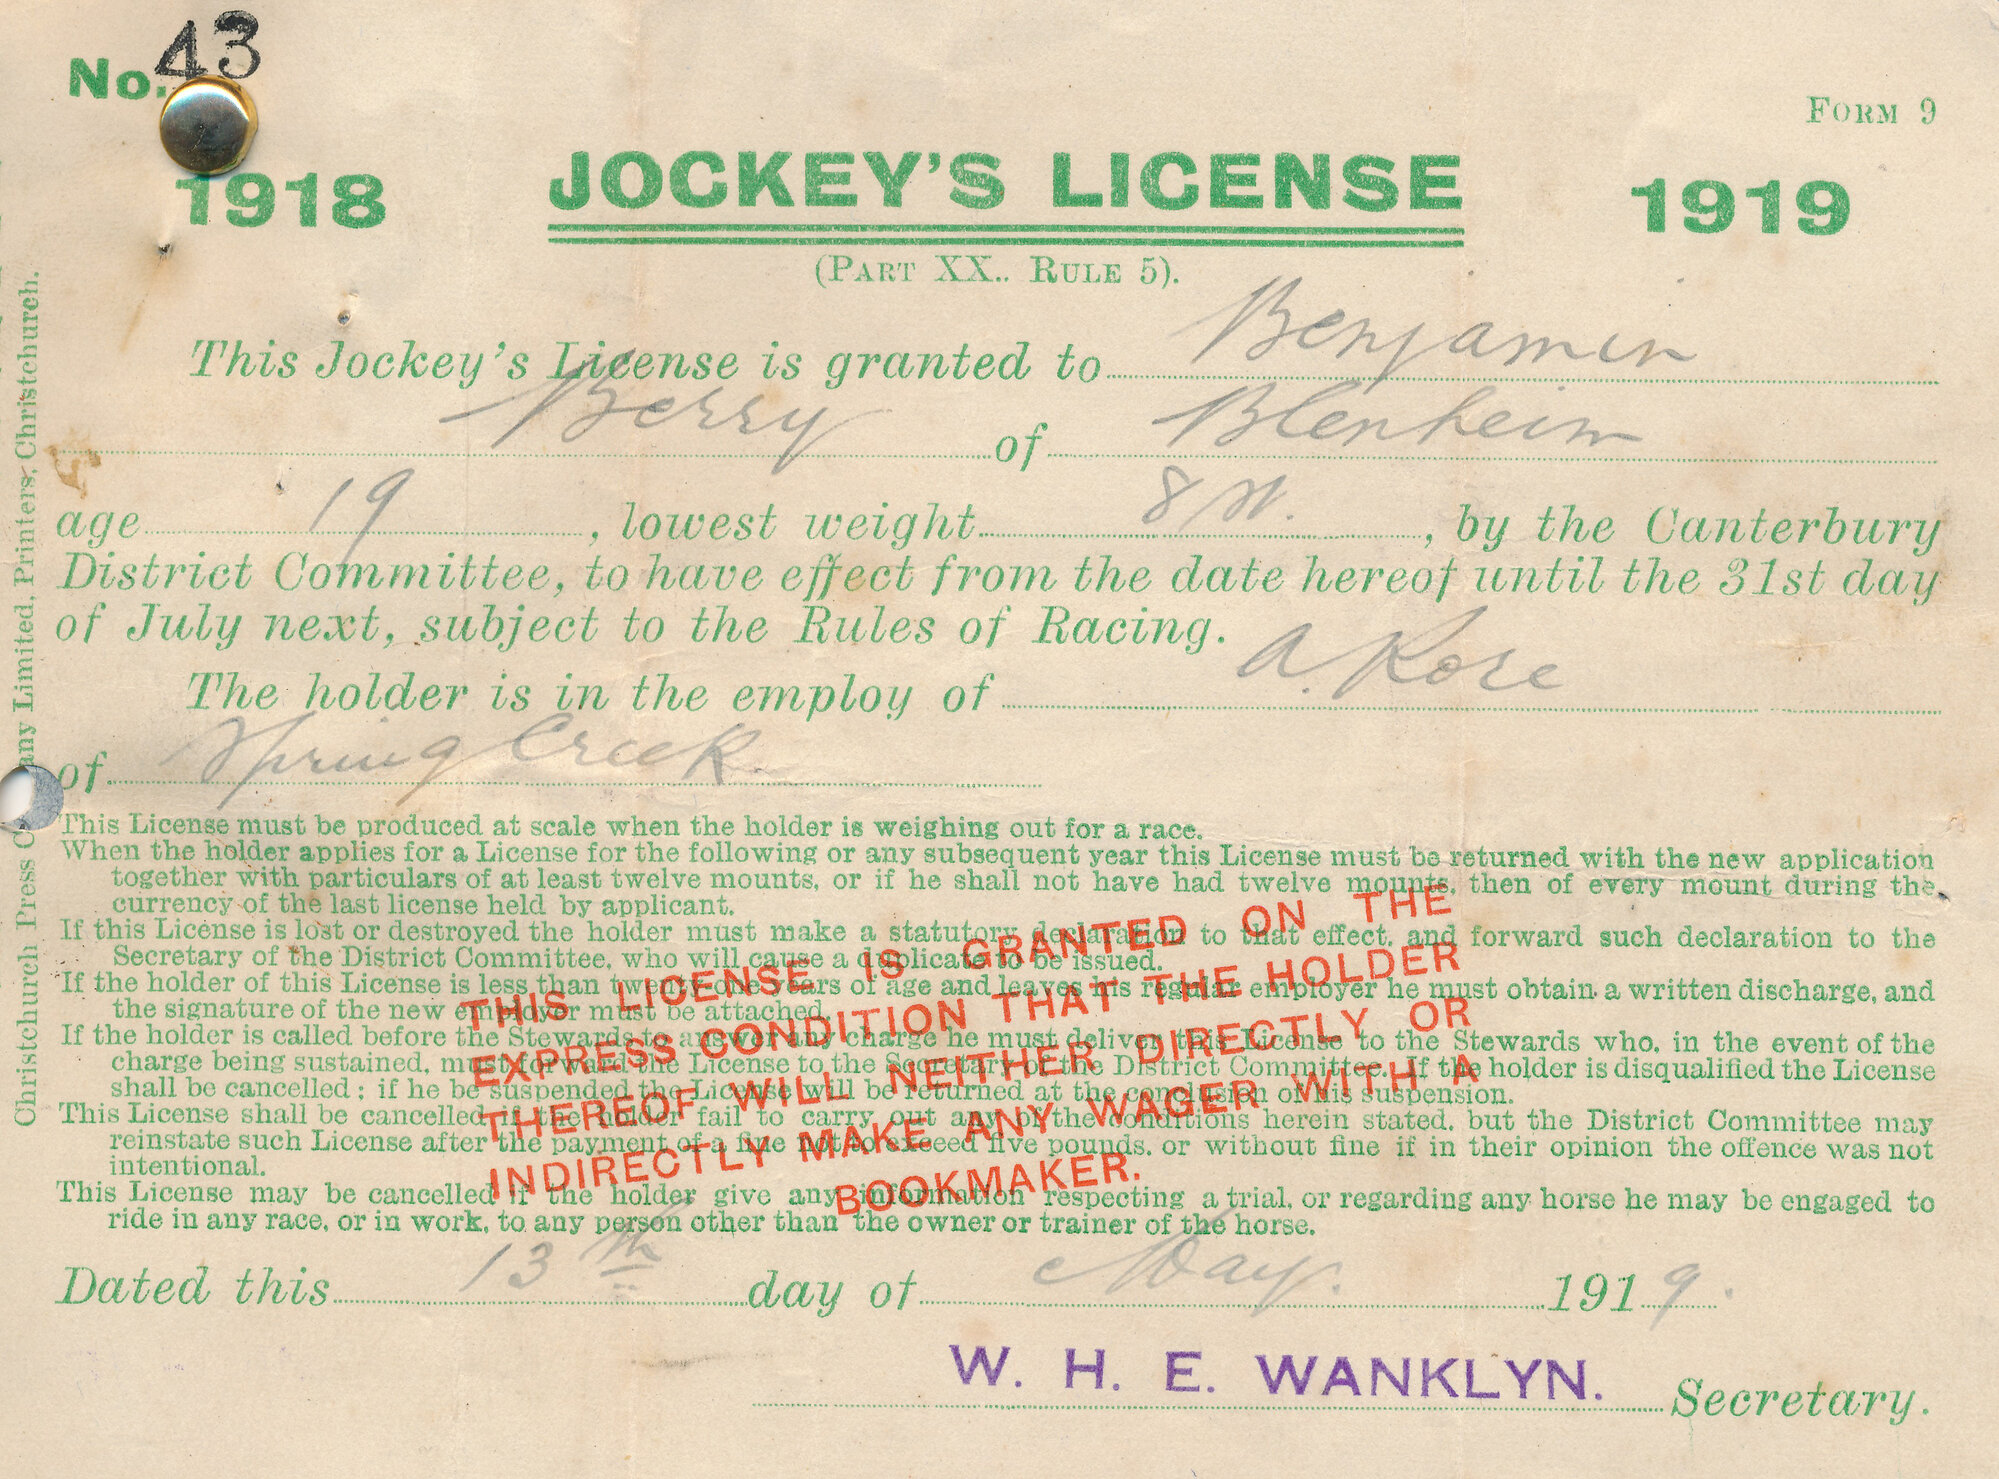 No. 43
FORM 9
1918 JOCKEY'S LICENSE 1919
(PART XX.. RULE 5).
This Jockey's License is granted to Benjamin
Berry of Blenheim
age 19, lowest weight 8 st., by the Canterbury
District Committee, to have effect from the date hereof until the 31st day
of July next, subject to the Rules of Racing.
The holder is in the employ of A. Rose
of Spring Creek
This License must be produced at scale when the holder is weighing out for a race.
When the holder applies for a License for the following or any subsequent year this License must be returned with the new application
together with particulars of at least twelve mounts, or if he shall not have had twelve mounts, then of every mount during the
currency of the last license held by applicant.
If this License is lost or destroyed the holder must make a statutory declaration to that effect, and forward such declaration to the
Secretary of the District Committee, who will cause a duplicate to be issued.
If the holder of this License is less than twenty-one years of age and leaves his regular employer he must obtain a written discharge, and
the signature of the new employer must be attached.
If the holder is called before the Stewards to answer any charge he must deliver this License to the Stewards who, in the event of the
charge being sustained, must forward the License to the Secretary of the District Committee. If the holder is disqualified the License
shall be cancelled; if he be suspended the License will be returned at the conclusion of his suspension.
This License shall be cancelled if the holder fail to carry out any of the conditions herein stated, but the District Committee may
reinstate such License after the payment of a fine not to exceed five pounds, or without fine if in their opinion the offence was not
intentional.
This License may be cancelled if the holder give any information respecting a trial, or regarding any horse he may be engaged to
ride in any race, or in work, to any person other than the owner or trainer of the horse.
THIS LICENSE IS GRANTED ON THE
EXPRESS CONDITION THAT THE HOLDER
THEREOF WILL NEITHER DIRECTLY OR
INDIRECTLY MAKE ANY WAGER WITH A
BOOKMAKER.
Dated this 13th day of May. 1919.
W. H. E. WANKLYN. Secretary.
Christchurch Press C any Limited, Printers, Christchurch.